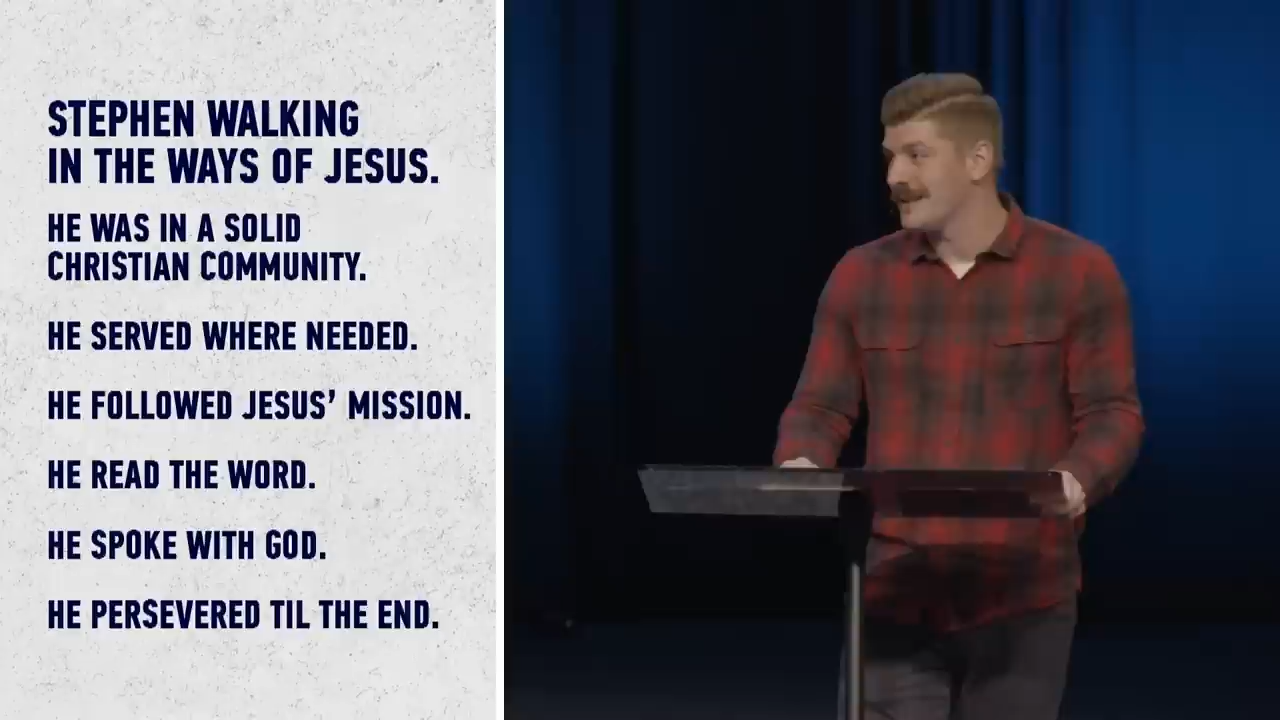 STEPHEN WALKING
IN THE WAYS OF JESUS.
HE WAS IN A SOLID
CHRISTIAN COMMUNITY.
HE SERVED WHERE NEEDED.
HE FOLLOWED JESUS’ MISSION.
HE READ THE WORD.
HE SPOKE WITH GOD.
HE PERSEVERED TIL THE END.